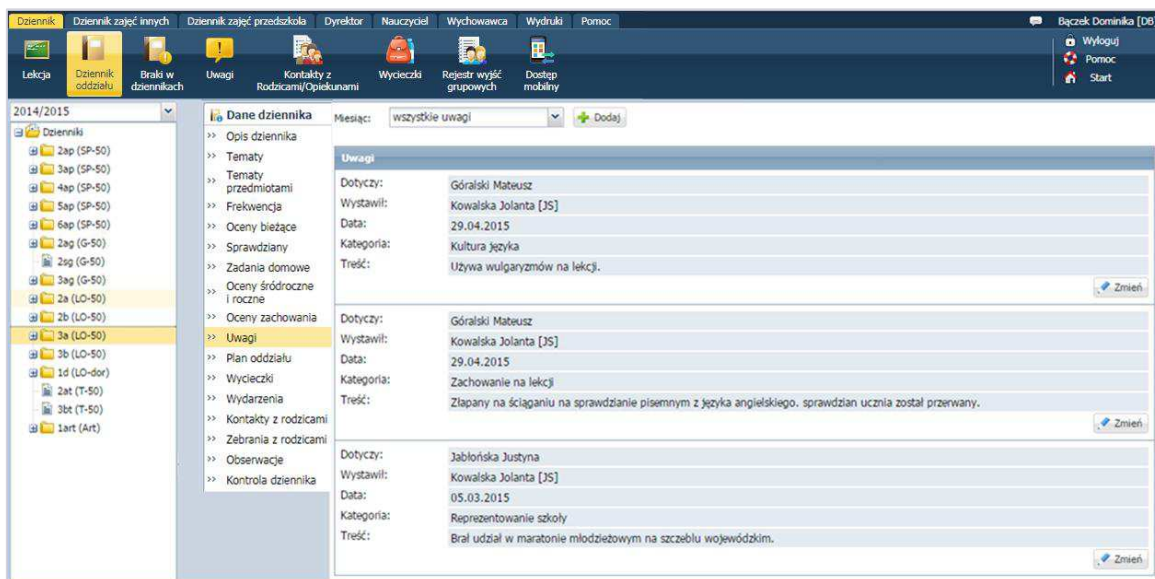 Dziennik Dziennik zajęć innych Dziennik zajęć przedszkola Dyrektor Nauczyciel Wychowawca Wydruki Pomoc Bączek Dominika [DB
Lekcja
Dziennik oddziału
Braki w dziennikach
Uwagi
Kontakty z Rodzicami/Opiekunami
Wycieczki
Rejestr wyjść grupowych
Dostęp mobilny
Wyloguj
Pomoc
Start
2014/2015
Dzienniki
2ap (SP-50)
3ap (SP-50)
4ap (SP-50)
5ap (SP-50)
6ap (SP-50)
2ag (G-50)
2sg (G-50)
3ag (G-50)
2a (LO-50)
2b (LO-50)
3a (LO-50)
3b (LO-50)
1d (LO-dor)
2at (T-50)
3bt (T-50)
1art (Art)
Dane dziennika
>> Opis dziennika
>> Tematy
>> Tematy
przedmiotami
>> Frekwencja
>> Oceny bieżące
>> Sprawdziany
>> Zadania domowe
>> Oceny śródroczne
i roczne
>> Oceny zachowania
>> Uwagi
>> Plan oddziału
>> Wycieczki
>> Wydarzenia
>> Kontakty z rodzicami
>> Zebrania z rodzicami
>> Obserwacje
>> Kontrola dziennika
Miesiąc: wszystkie uwagi Dodaj
Uwagi
Dotyczy: Góralski Mateusz
Wystawił: Kowalska Jolanta [JS]
Data: 29.04.2015
Kategoria: Kultura języka
Treść: Używa wulgaryzmów na lekcji.
Zmień
Dotyczy: Góralski Mateusz
Wystawił: Kowalska Jolanta [JS]
Data: 29.04.2015
Kategoria: Zachowanie na lekcji
Treść: Złapany na ściąganiu na sprawdzianie pisemnym z języka angielskiego. sprawdzian ucznia został przerwany.
Zmień
Dotyczy: Jabłońska Justyna
Wystawił: Kowalska Jolanta [JS]
Data: 05.03.2015
Kategoria: Reprezentowanie szkoły
Treść: Brał udział w maratonie młodzieżowym na szczeblu wojewódzkim.
Zmień